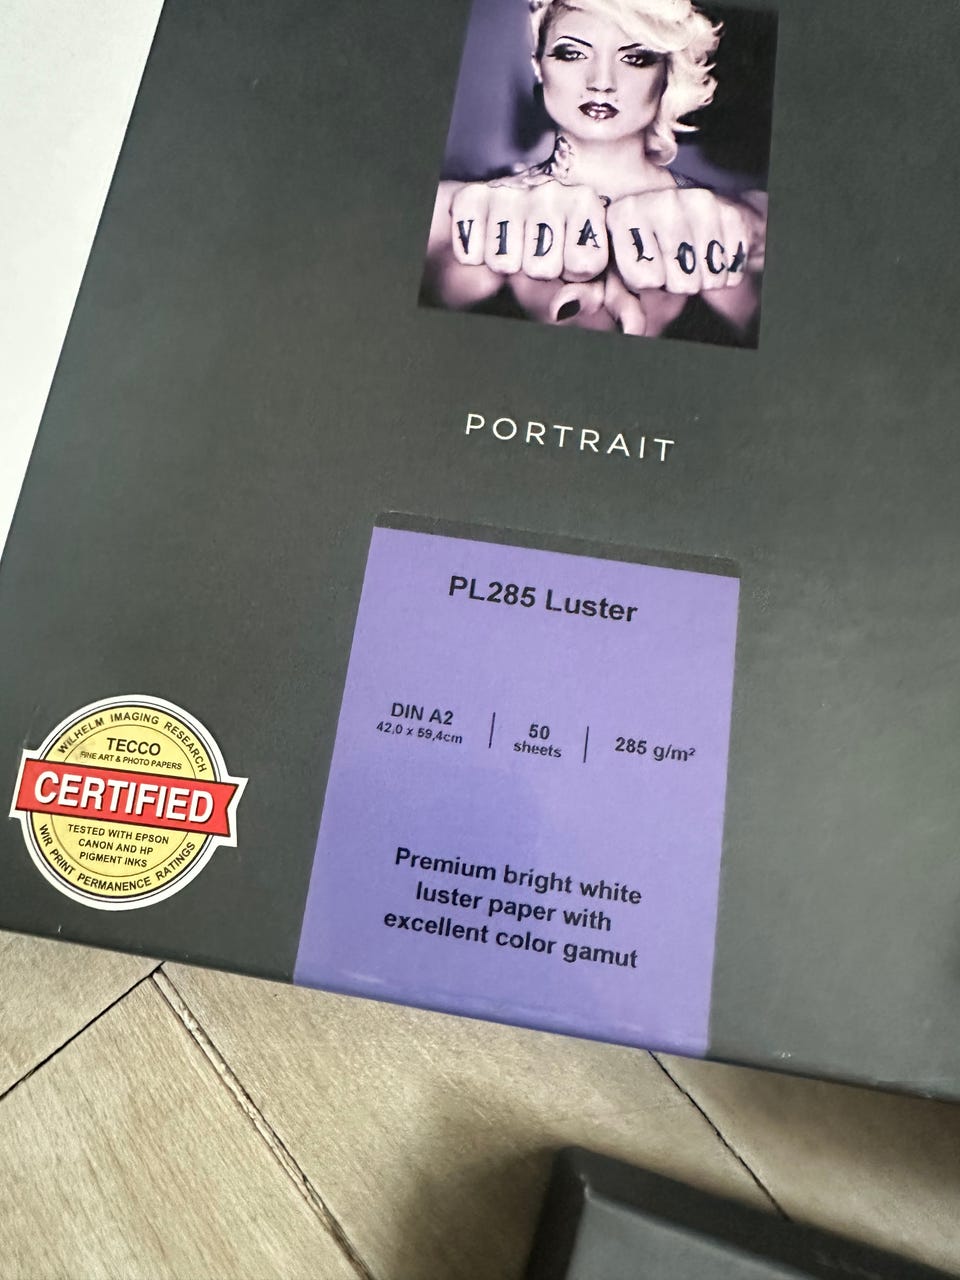 VIDA LOCA
PORTRAIT
PL285 Luster
DIN A2
42,0 x 59,4cm
50
sheets
285 g/m²
Premium bright white
luster paper with
excellent color gamut
WILHELM IMAGING RESEARCH
TECCO
FINE ART & PHOTO PAPERS
CERTIFIED
TESTED WITH EPSON
CANON AND HP
PIGMENT INKS
WIR PRINT PERMANENCE RATINGS